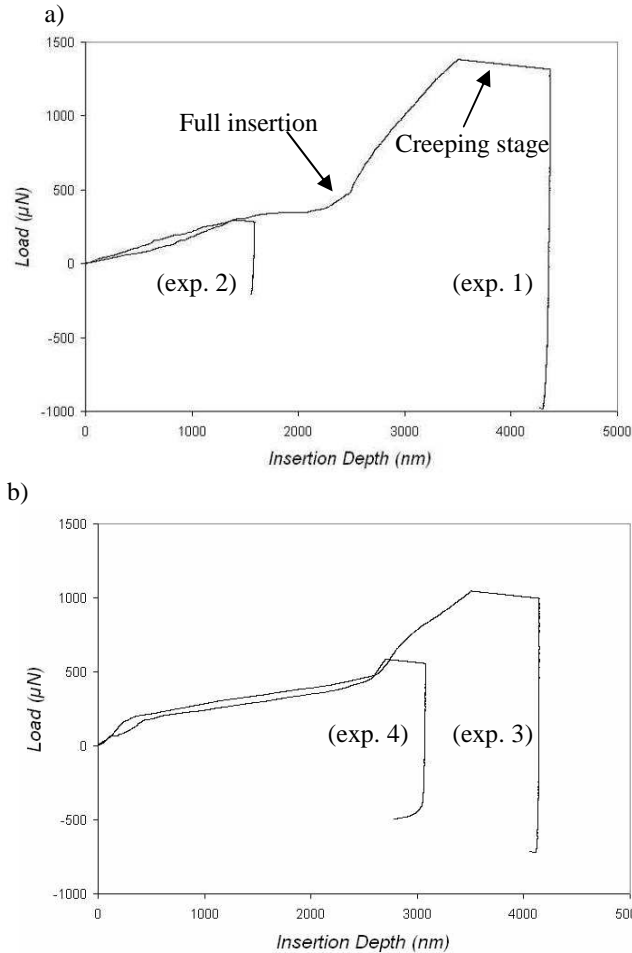 a)
1500
1000
500
0
-500
-1000
Load (µN)
Full insertion
Creeping stage
(exp. 2)
(exp. 1)
0
1000
2000
3000
4000
5000
Insertion Depth (nm)
b)
1500
1000
500
0
-500
-1000
Load (µN)
(exp. 4)
(exp. 3)
0
1000
2000
3000
4000
500
Insertion Depth (nm)